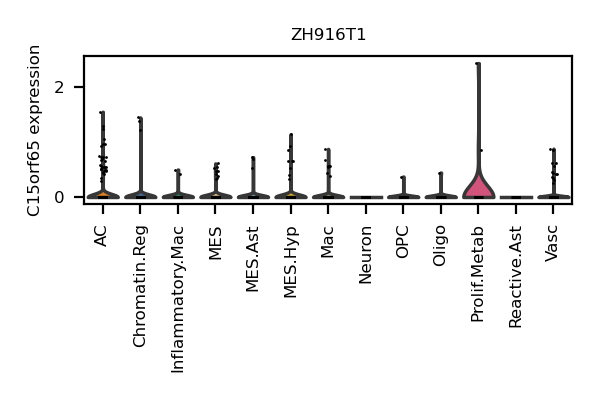 ZH916T1
C15orf65 expression
2
0
AC
Chromatin.Reg
Inflammatory.Mac
MES
MES.Ast
MES.Hyp
Mac
Neuron
OPC
Oligo
Prolif.Metab
Reactive.Ast
Vasc